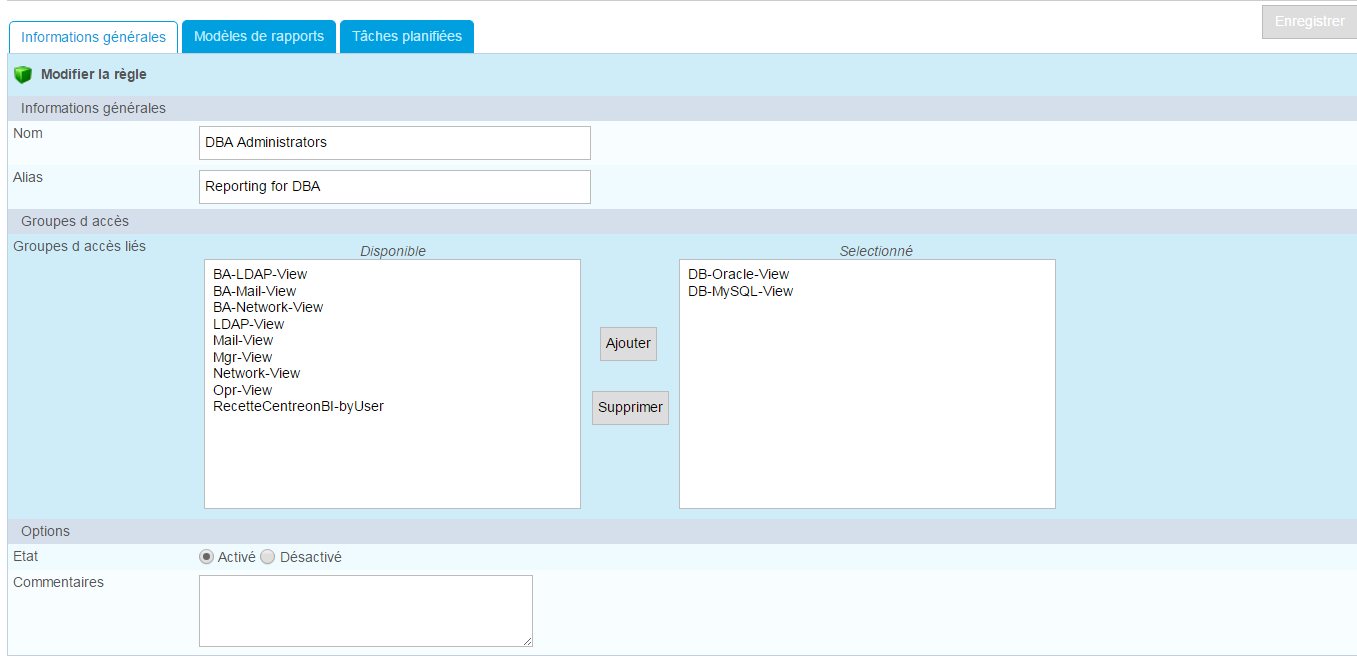 Enregistrer
Informations générales
Modèles de rapports
Tâches planifiées
Modifier la règle
Informations générales
Nom
DBA Administrators
Alias
Reporting for DBA
Groupes d accès
Groupes d accès liés
Disponible
BA-LDAP-View
BA-Mail-View
BA-Network-View
LDAP-View
Mail-View
Mgr-View
Network-View
Opr-View
RecetteCentreonBI-byUser
Ajouter
Supprimer
Selectionné
DB-Oracle-View
DB-MySQL-View
Options
Etat
Activé
Désactivé
Commentaires